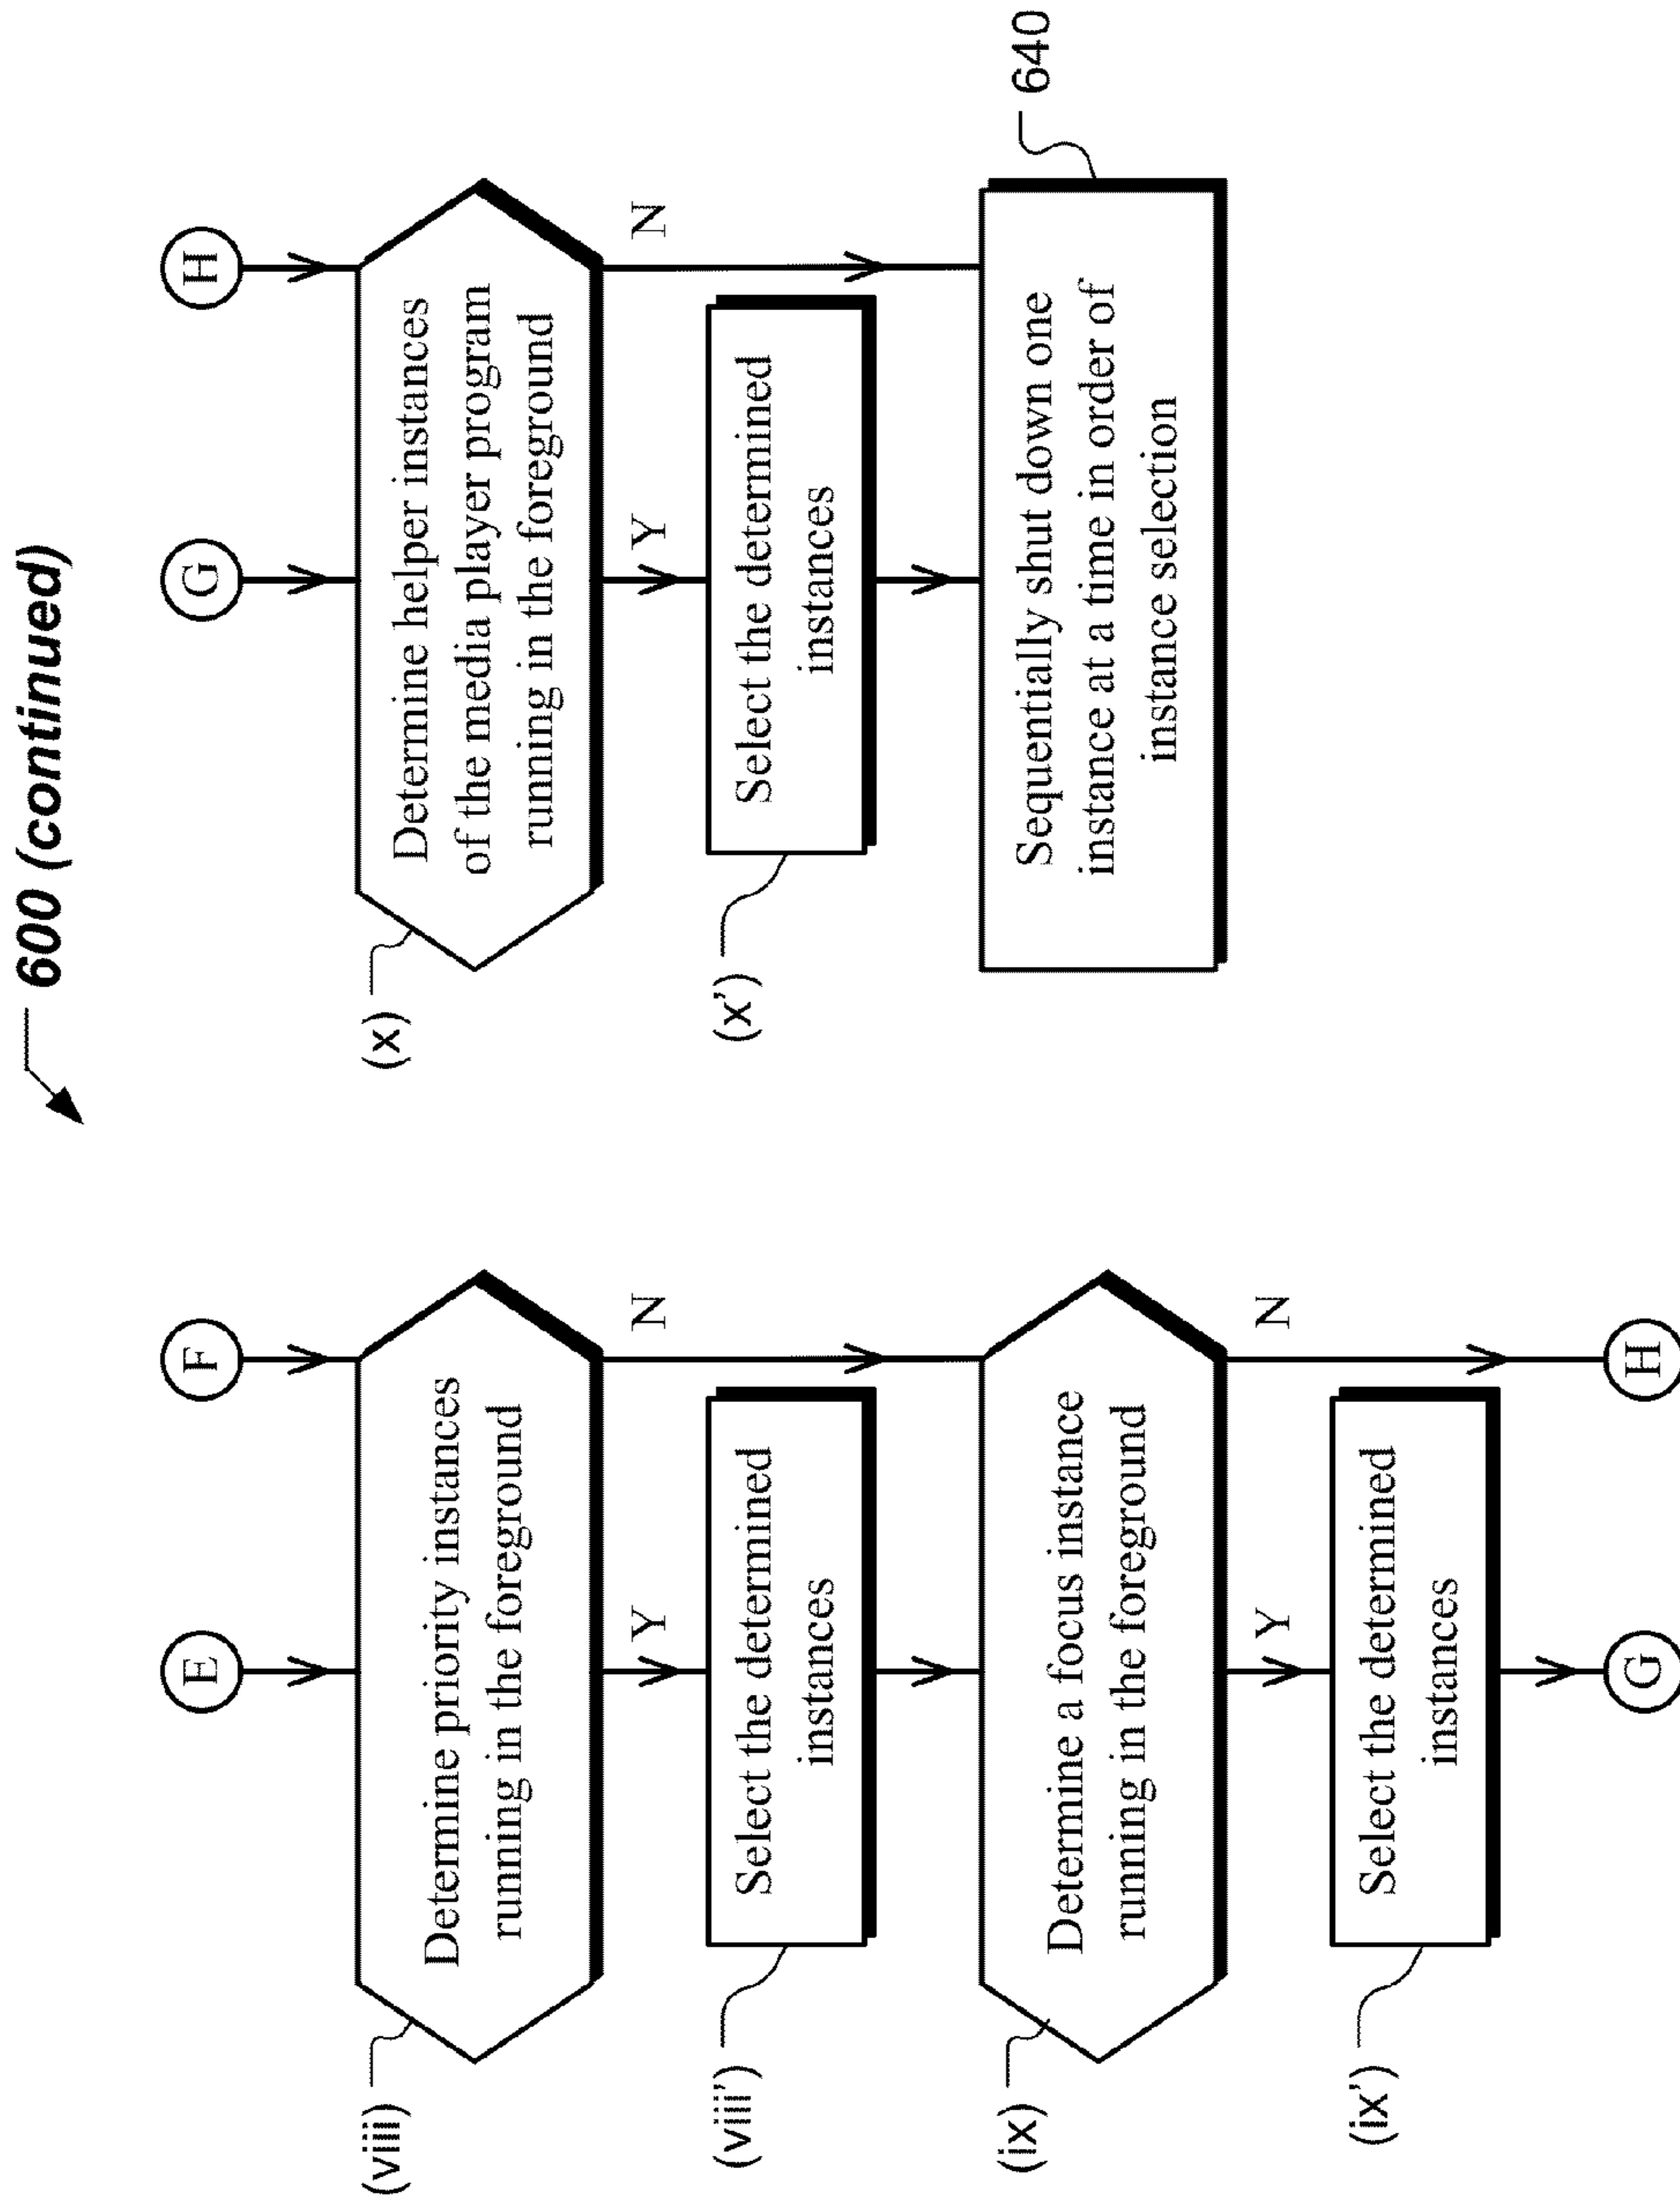 600 (continued)
E
F
(viii)
Determine priority instances
running in the foreground
Y
N
(viii')
Select the determined
instances
(ix)
Determine a focus instance
running in the foreground
Y
N
(ix')
Select the determined
instances
G
H
G
H
(x)
Determine helper instances
of the media player program
running in the foreground
Y
N
(x')
Select the determined
instances
640
Sequentially shut down one
instance at a time in order of
instance selection